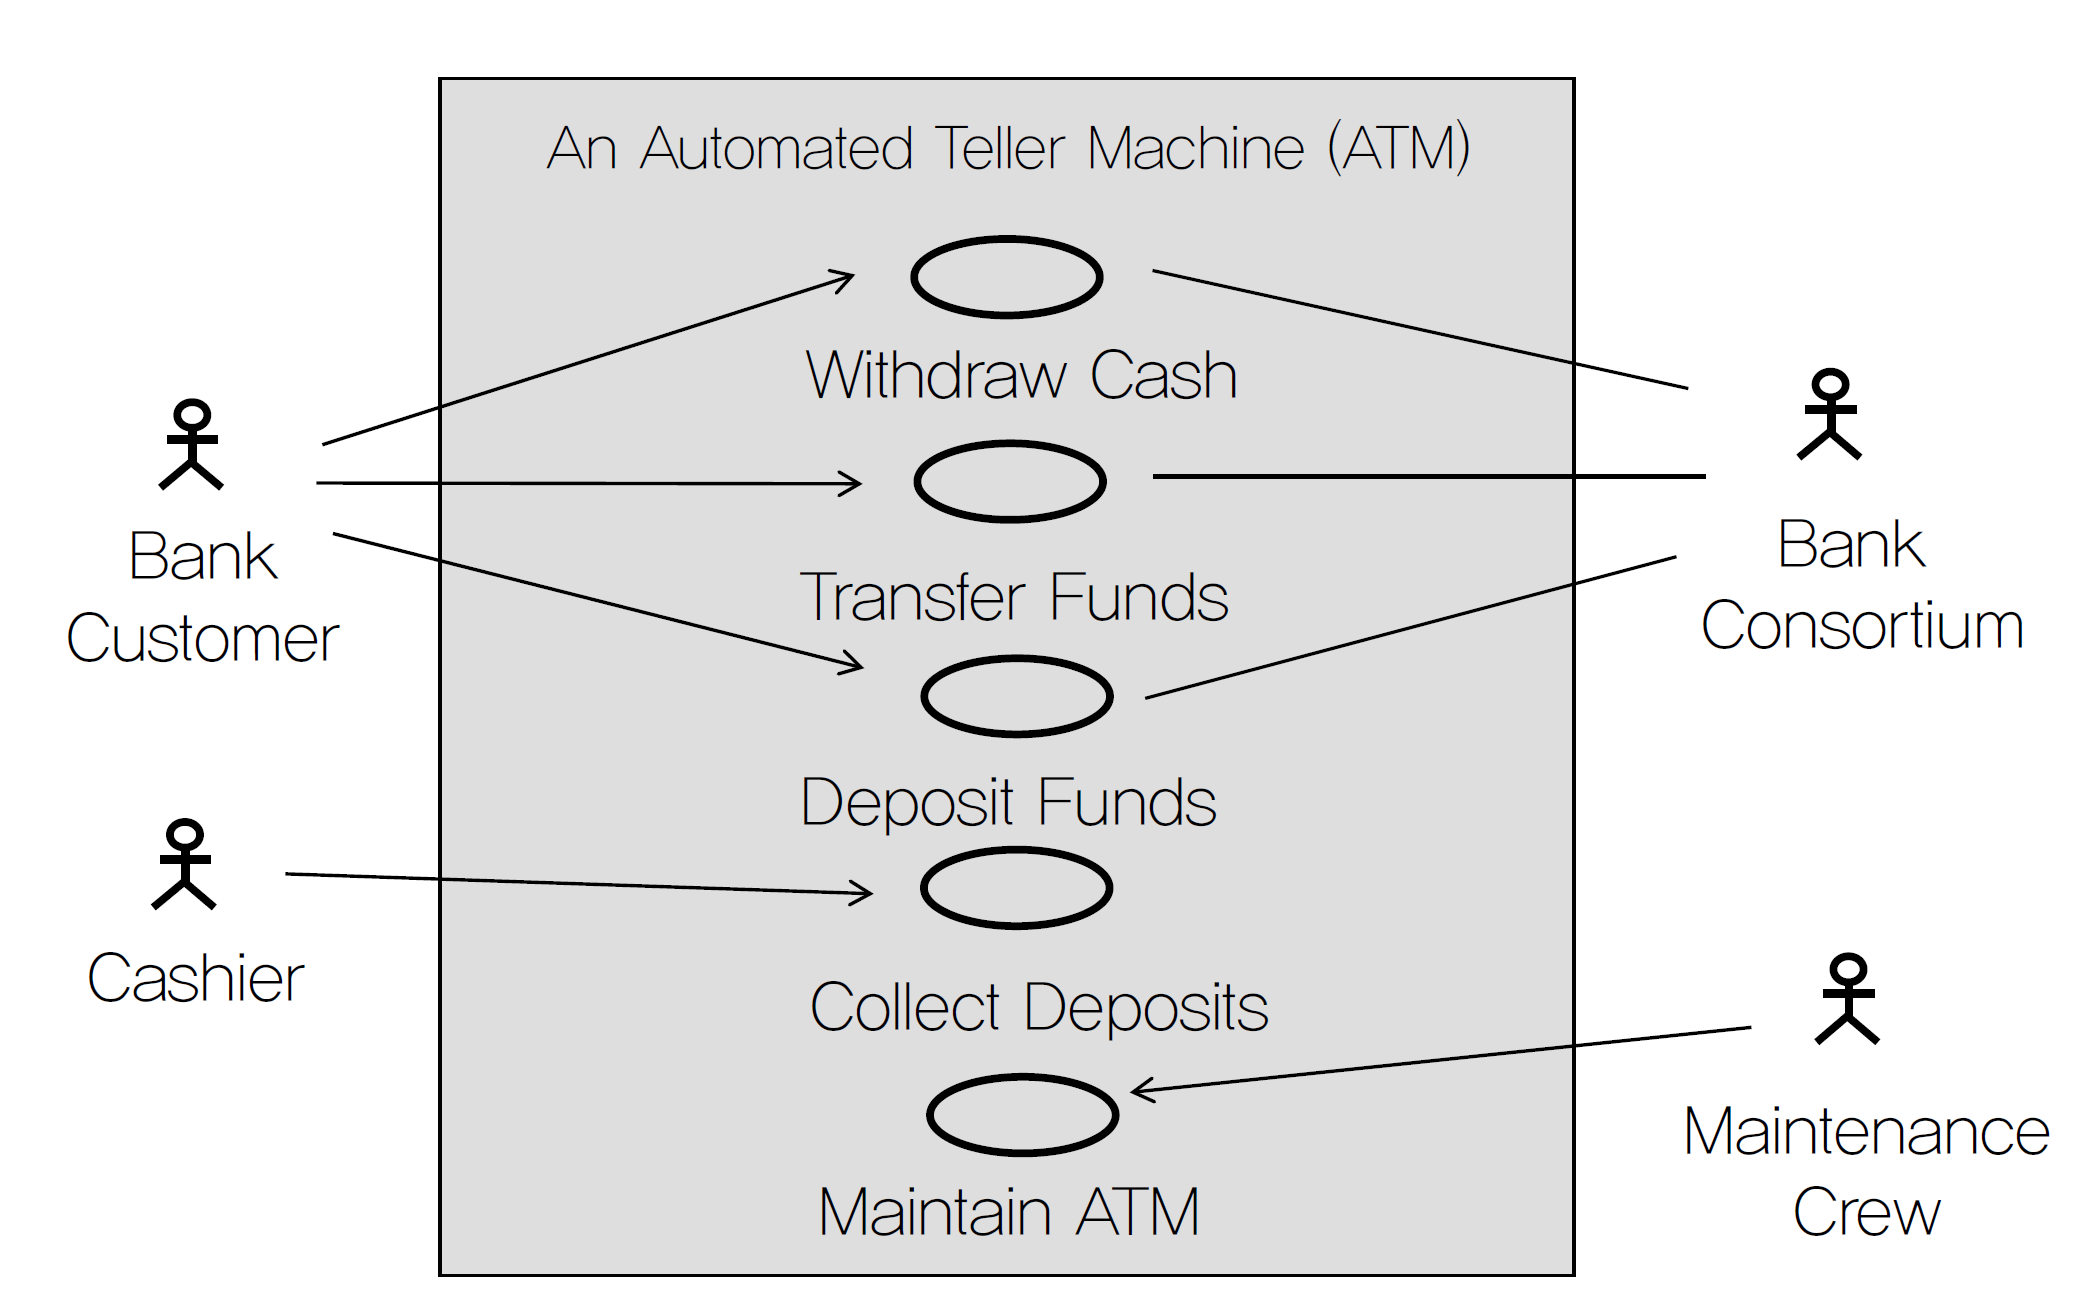 An Automated Teller Machine (ATM)
Withdraw Cash
Bank
Customer
Transfer Funds
Bank
Consortium
Deposit Funds
Cashier
Collect Deposits
Maintain ATM
Maintenance
Crew